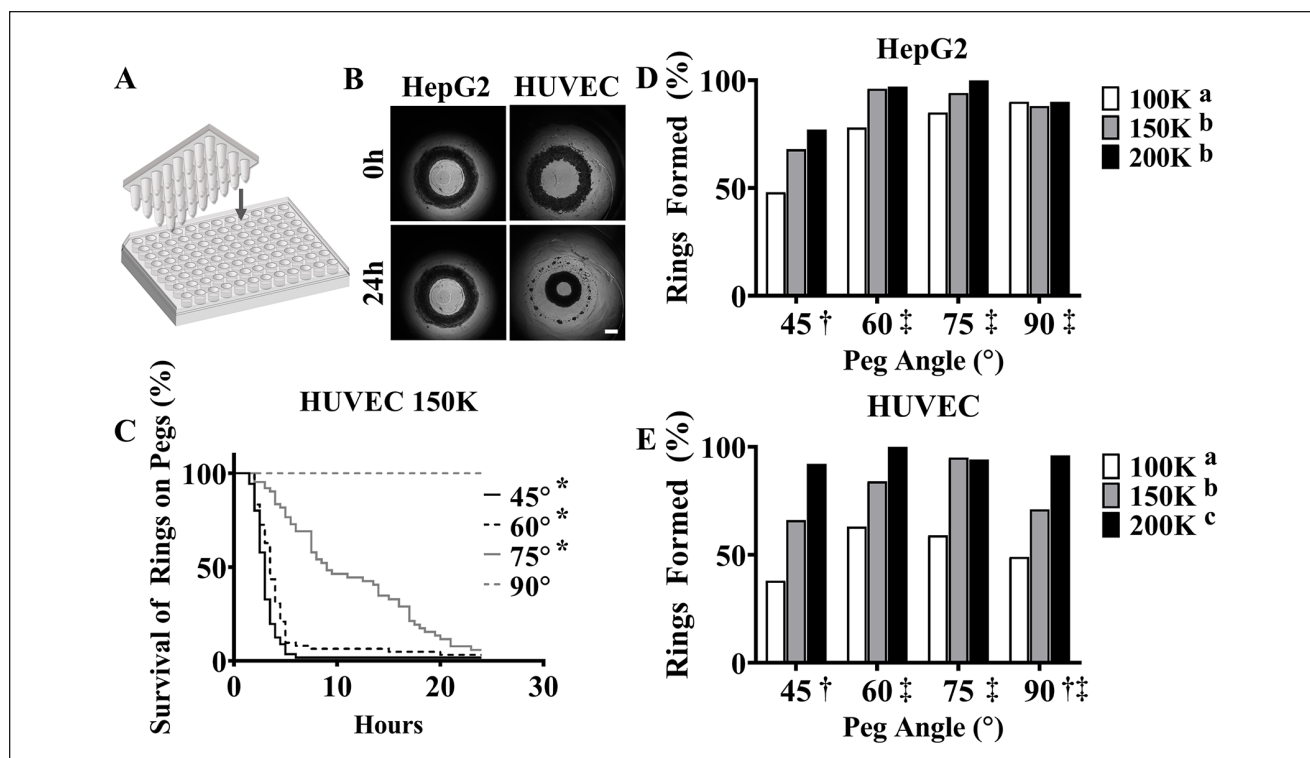 A
B
HepG2 HUVEC
0h
24h
C
HUVEC 150K
Survival of Rings on Pegs (%)
100
50
0
0 10 20 30
Hours
45° *
60° *
75° *
90°
D
HepG2
Rings Formed (%)
100
50
0
45 † 60 ‡ 75 ‡ 90 ‡
Peg Angle (°)
100K a
150K b
200K b
E
HUVEC
Rings Formed (%)
100
50
0
45 † 60 ‡ 75 ‡ 90 †‡
Peg Angle (°)
100K a
150K b
200K c